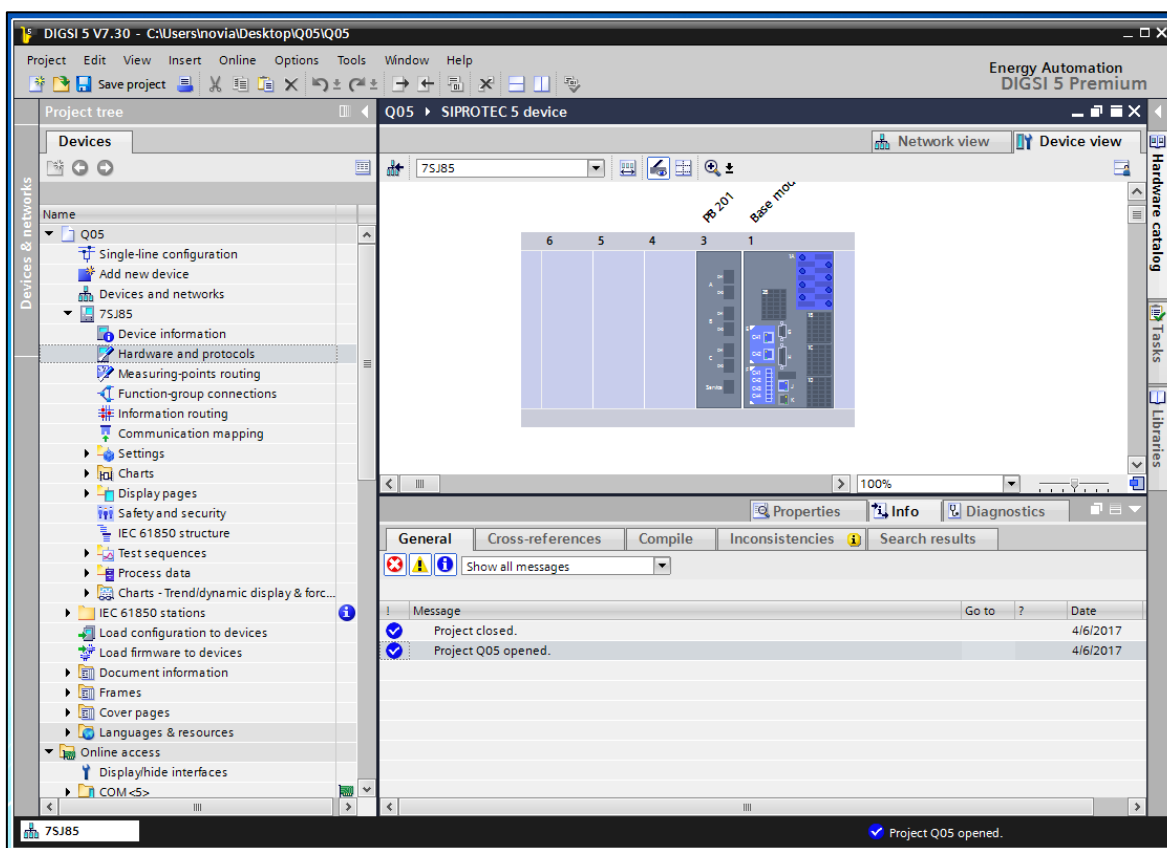 DIGSI 5 V7.30 - C:\Users\novia\Desktop\Q05\Q05
Project Edit View Insert Online Options Tools Window Help
Energy Automation
DIGSI 5 Premium
Save project
Project tree
Q05 ▸ SIPROTEC 5 device
Devices
Network view
Device view
7SJ85
Devices & networks
Hardware catalog
Tasks
Libraries
Name
Q05
Single-line configuration
Add new device
Devices and networks
7SJ85
Device information
Hardware and protocols
Measuring-points routing
Function-group connections
Information routing
Communication mapping
Settings
Charts
Display pages
Safety and security
IEC 61850 structure
Test sequences
Process data
Charts - Trend/dynamic display & forc...
IEC 61850 stations
Load configuration to devices
Load firmware to devices
Document information
Frames
Cover pages
Languages & resources
Online access
Display/hide interfaces
COM <5>
PB 201
Base mod
6 5 4 3 1
A
B
C
Service
100%
Properties
Info
Diagnostics
General
Cross-references
Compile
Inconsistencies
Search results
Show all messages
! Message Go to ? Date
Project closed. 4/6/2017
Project Q05 opened. 4/6/2017
7SJ85
Project Q05 opened.